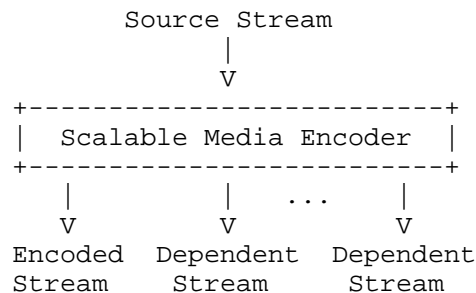 Source Stream
|
V
+--------------------------+
| Scalable Media Encoder |
+--------------------------+
| | ... |
V V V
Encoded Dependent Dependent
Stream Stream Stream